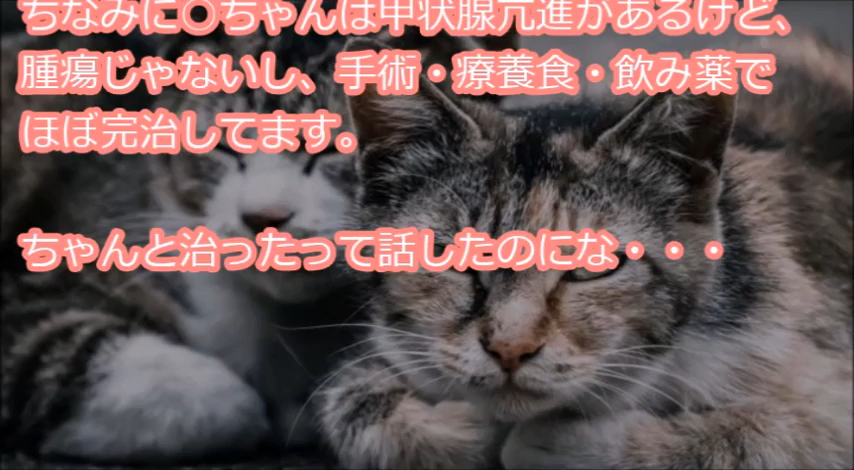 ちなみに○ちゃんは甲状腺亢進があるけど、
腫瘍じゃないし、手術・療養食・飲み薬で
ほぼ完治してます。
ちゃんと治ったって話したのにな・・・